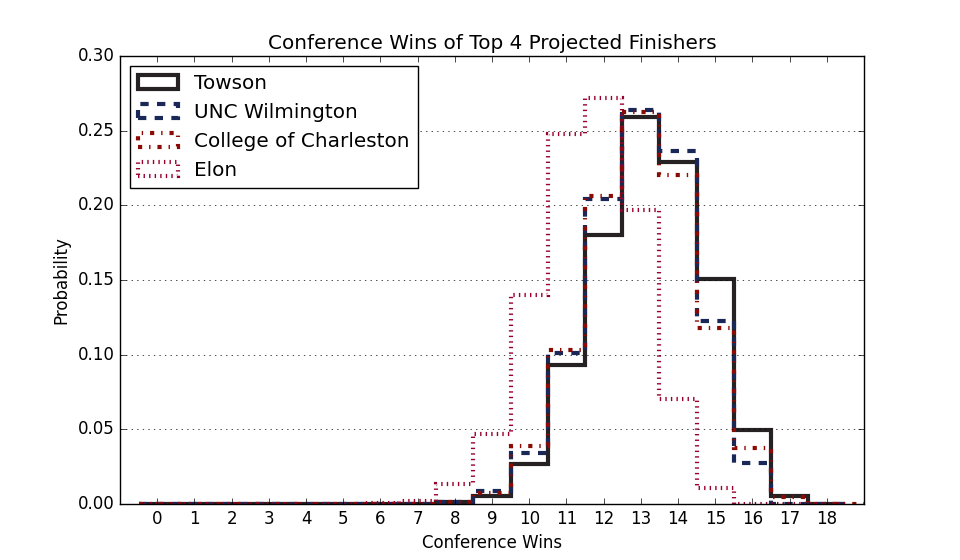 Conference Wins of Top 4 Projected Finishers
0.30
0.25
0.20
0.15
0.10
0.05
0.00
Probability
Towson
UNC Wilmington
College of Charleston
Elon
0 1 2 3 4 5 6 7 8 9 10 11 12 13 14 15 16 17 18
Conference Wins